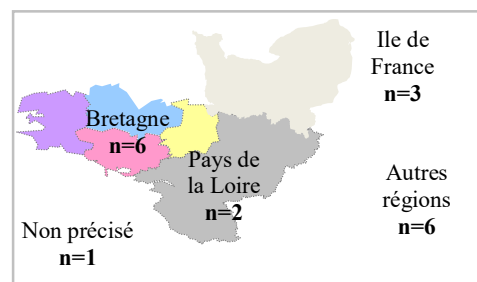 Ile de
France
n=3
Bretagne
n=6
Pays de
la Loire
n=2
Autres
régions
n=6
Non précisé
n=1